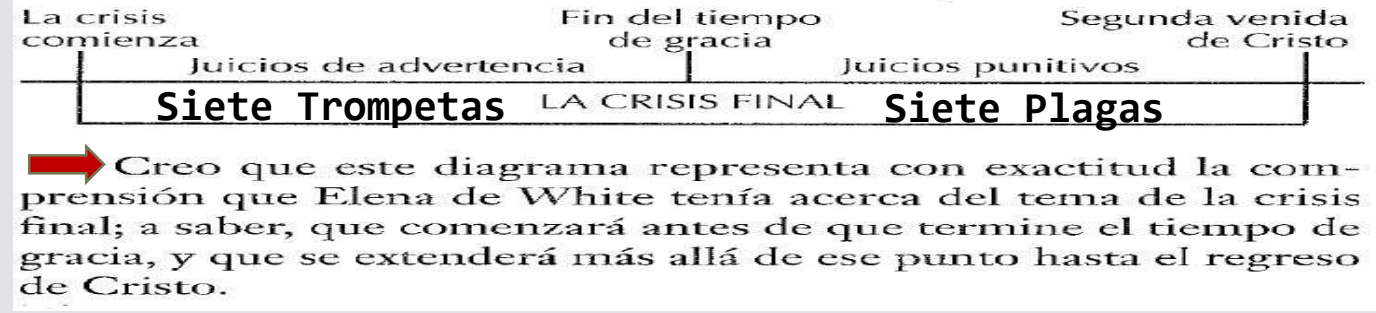 La crisis comienza
Fin del tiempo de gracia
Segunda venida de Cristo
Juicios de advertencia
Juicios punitivos
Siete Trompetas
LA CRISIS FINAL
Siete Plagas
Creo que este diagrama representa con exactitud la com-
prensión que Elena de White tenía acerca del tema de la crisis
final; a saber, que comenzará antes de que termine el tiempo de
gracia, y que se extenderá más allá de ese punto hasta el regreso
de Cristo.